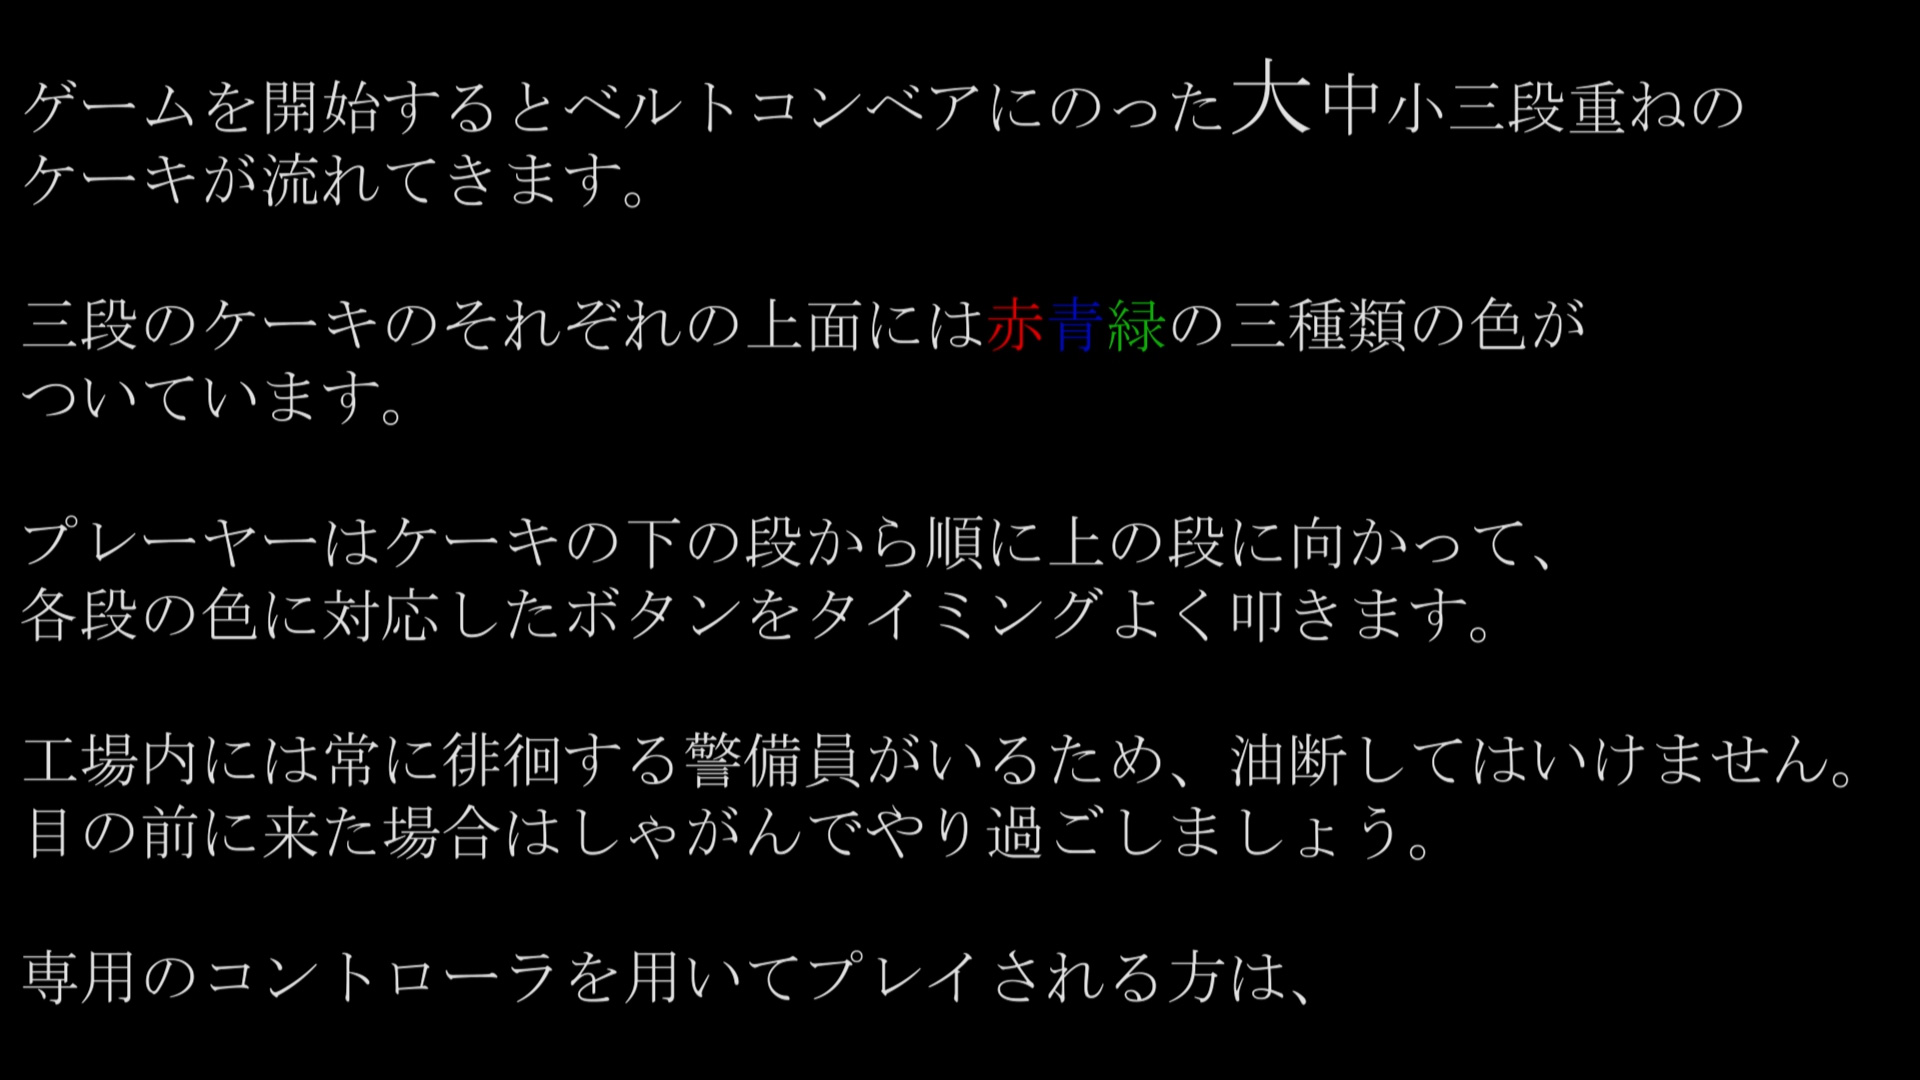 ゲームを開始するとベルトコンベアにのった大中小三段重ねの
ケーキが流れてきます。
三段のケーキのそれぞれの上面には赤青緑の三種類の色が
ついています。
プレーヤーはケーキの下の段から順に上の段に向かって、
各段の色に対応したボタンをタイミングよく叩きます。
工場内には常に徘徊する警備員がいるため、油断してはいけません。
目の前に来た場合はしゃがんでやり過ごしましょう。
専用のコントローラを用いてプレイされる方は、